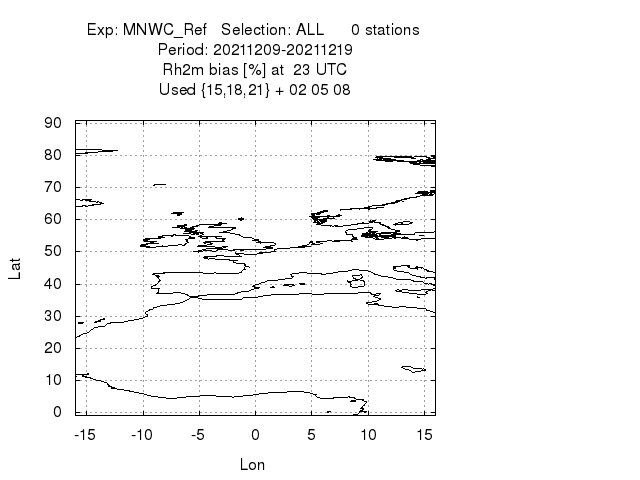 Exp: MNWC_Ref   Selection: ALL      0 stations
Period: 20211209-20211219
Rh2m bias [%] at  23 UTC
Used {15,18,21} + 02 05 08
90
80
70
60
50
40
30
20
10
0
Lat
-15 -10 -5 0 5 10 15
Lon